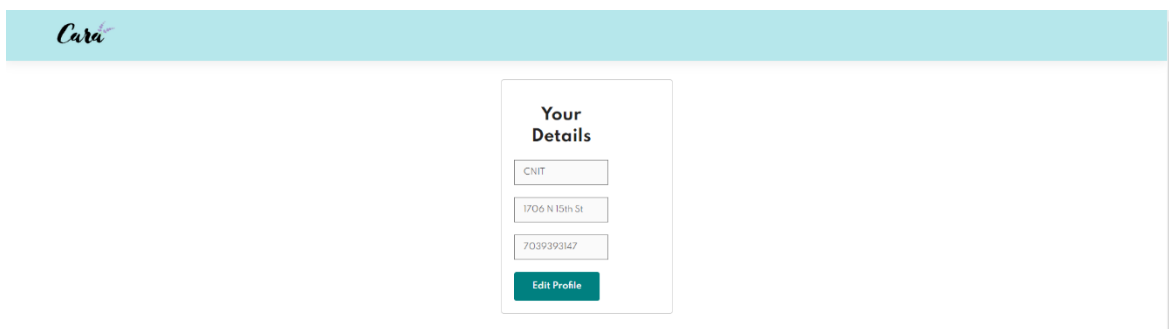 Cara
Your
Details
CNIT
1706 N 15th St
7039393147
Edit Profile